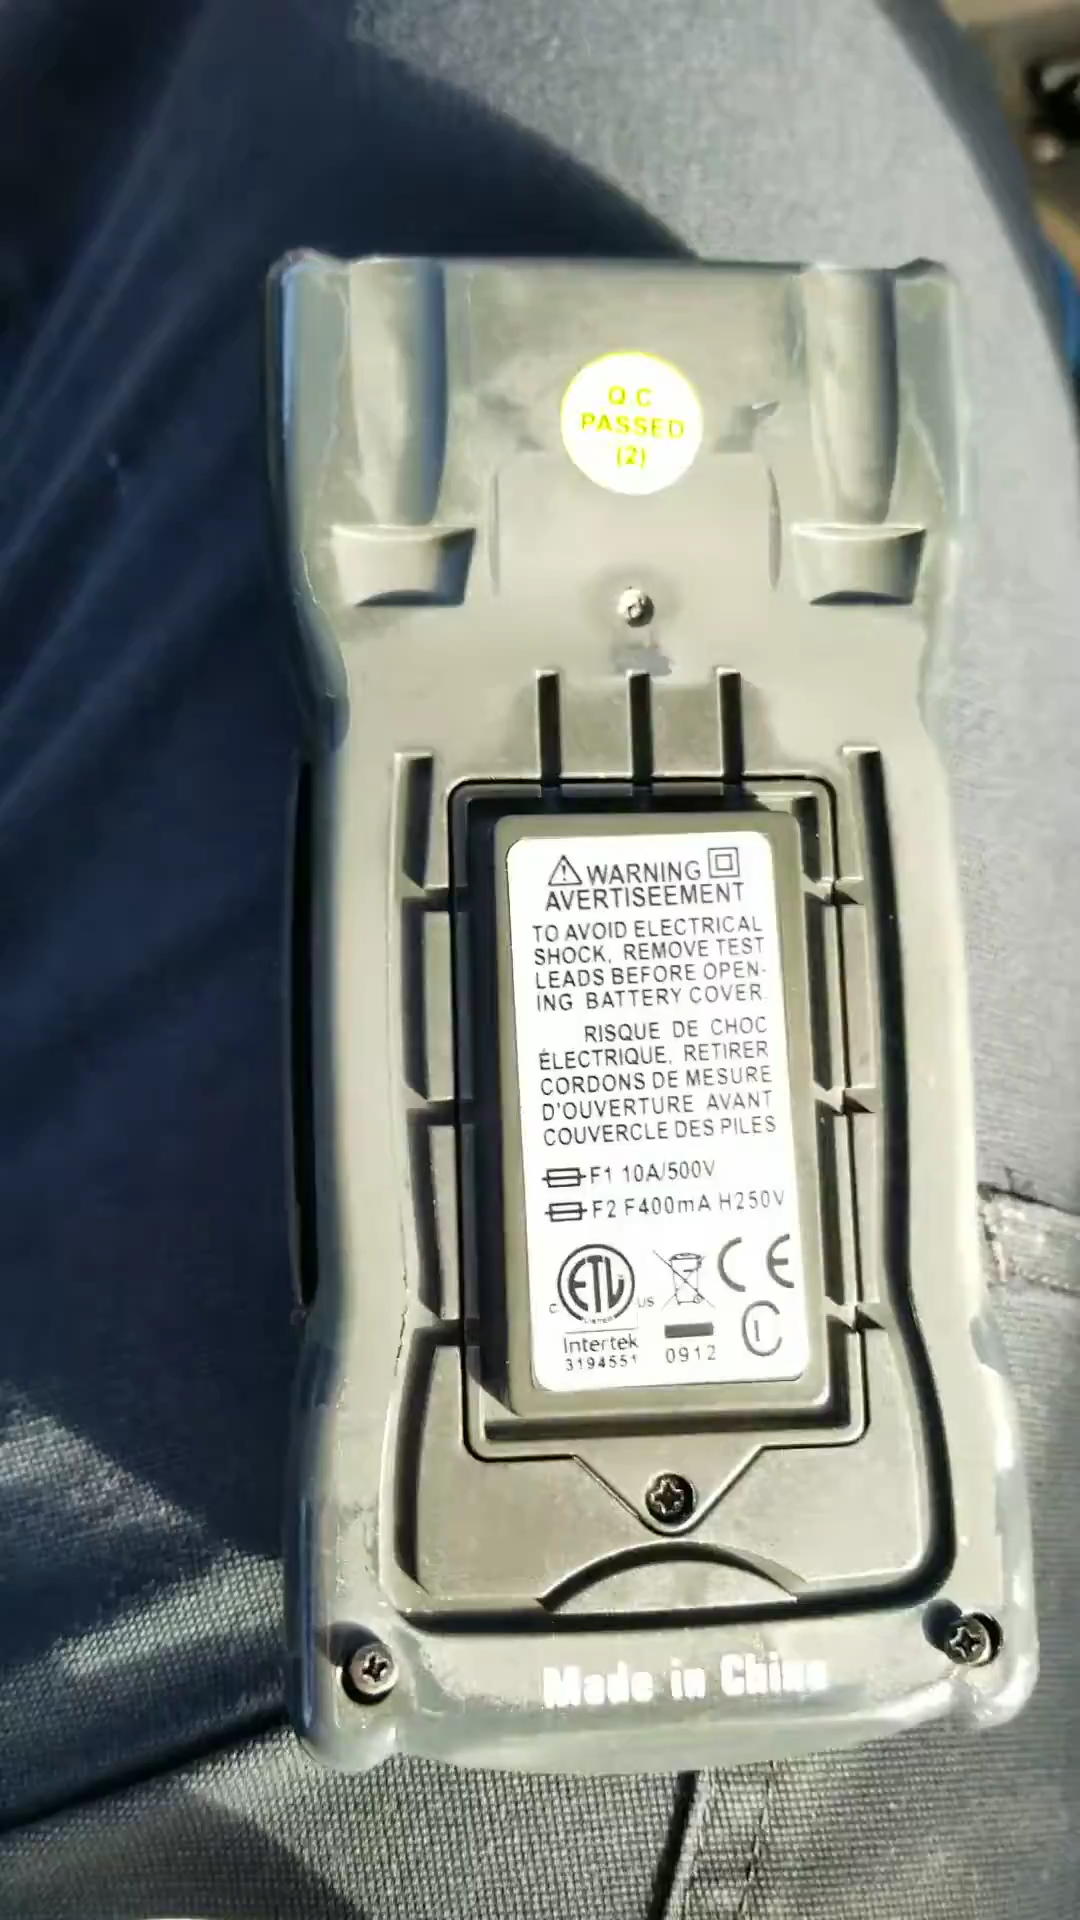 Q.C
PASSED
(2)
WARNING
AVERTISEEMENT
TO AVOID ELECTRICAL
SHOCK, REMOVE TEST
LEADS BEFORE OPEN-
ING BATTERY COVER.
RISQUE DE CHOC
ÉLECTRIQUE, RETIRER
CORDONS DE MESURE
D'OUVERTURE AVANT
COUVERCLE DES PILES
F1 10A/500V
F2 F400mA H250V
C ETL US
LISTED
CE
Intertek
3194551
0912
Made in China